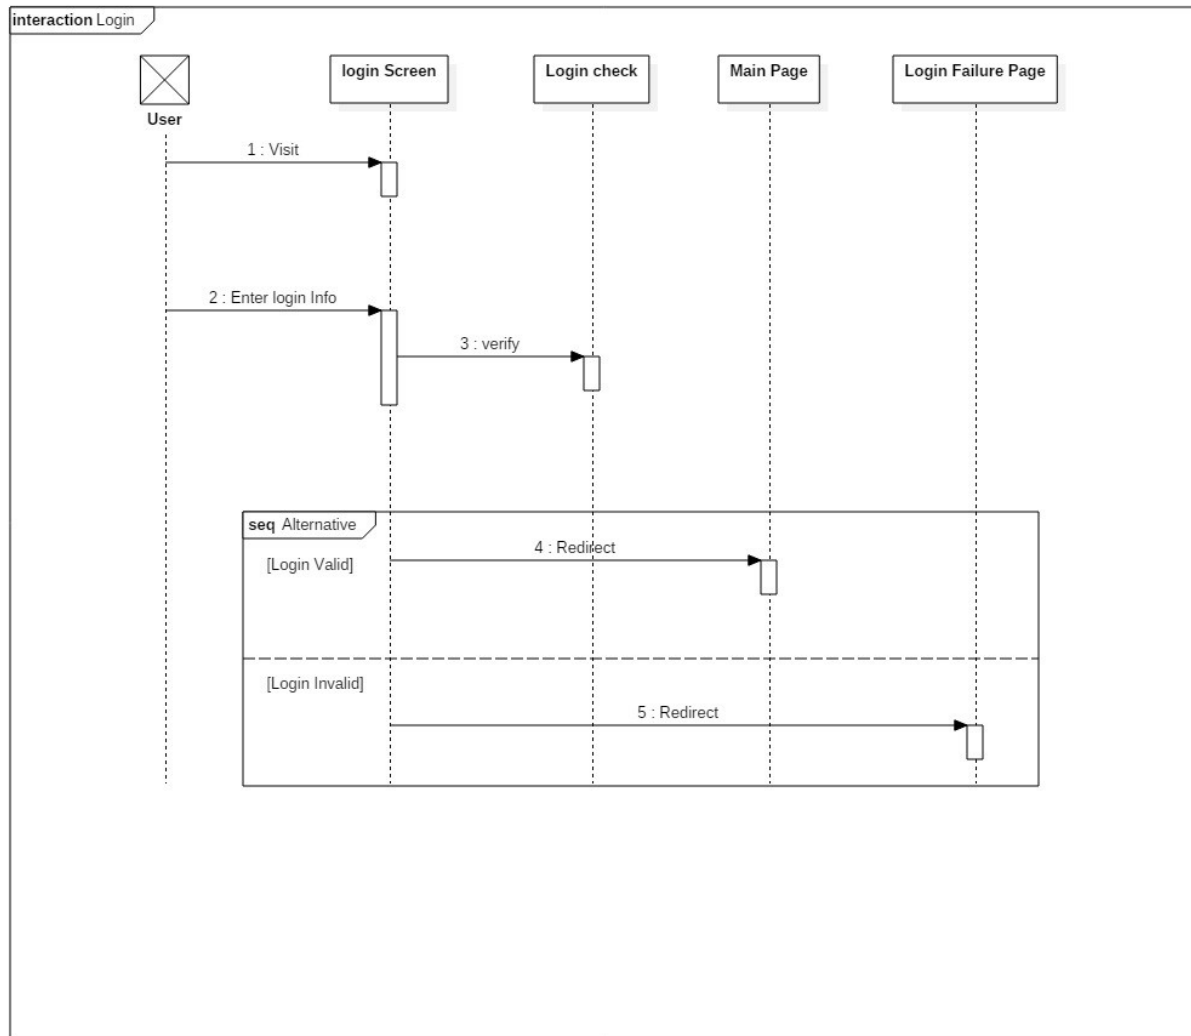 interaction Login
User
login Screen
Login check
Main Page
Login Failure Page
1 : Visit
2 : Enter login Info
3 : verify
seq Alternative
4 : Redirect
[Login Valid]
[Login Invalid]
5 : Redirect